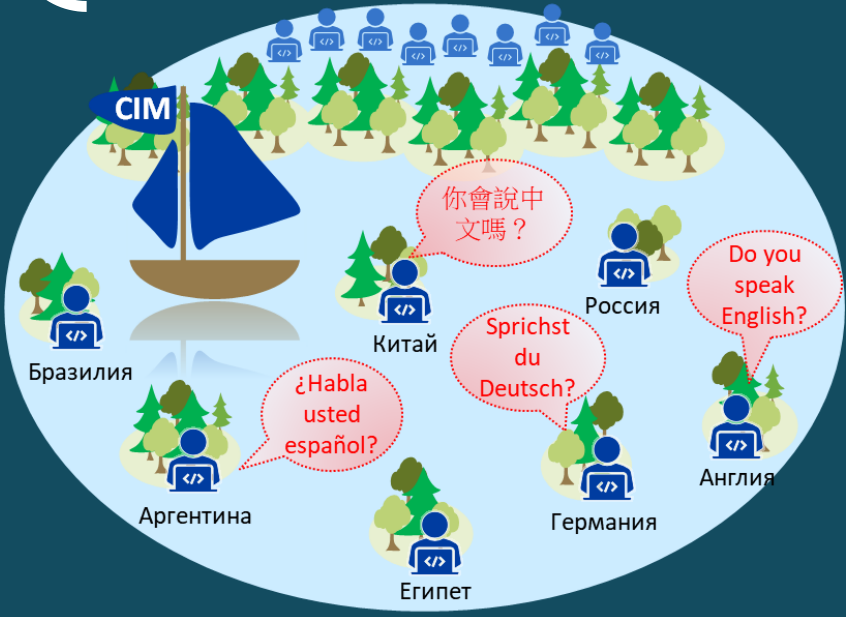 CIM
你會說中
文嗎？
Do you
speak
English?
Россия
Sprichst
du
Deutsch?
Китай
Бразилия
¿Habla
usted
español?
Англия
Аргентина
Германия
Египет